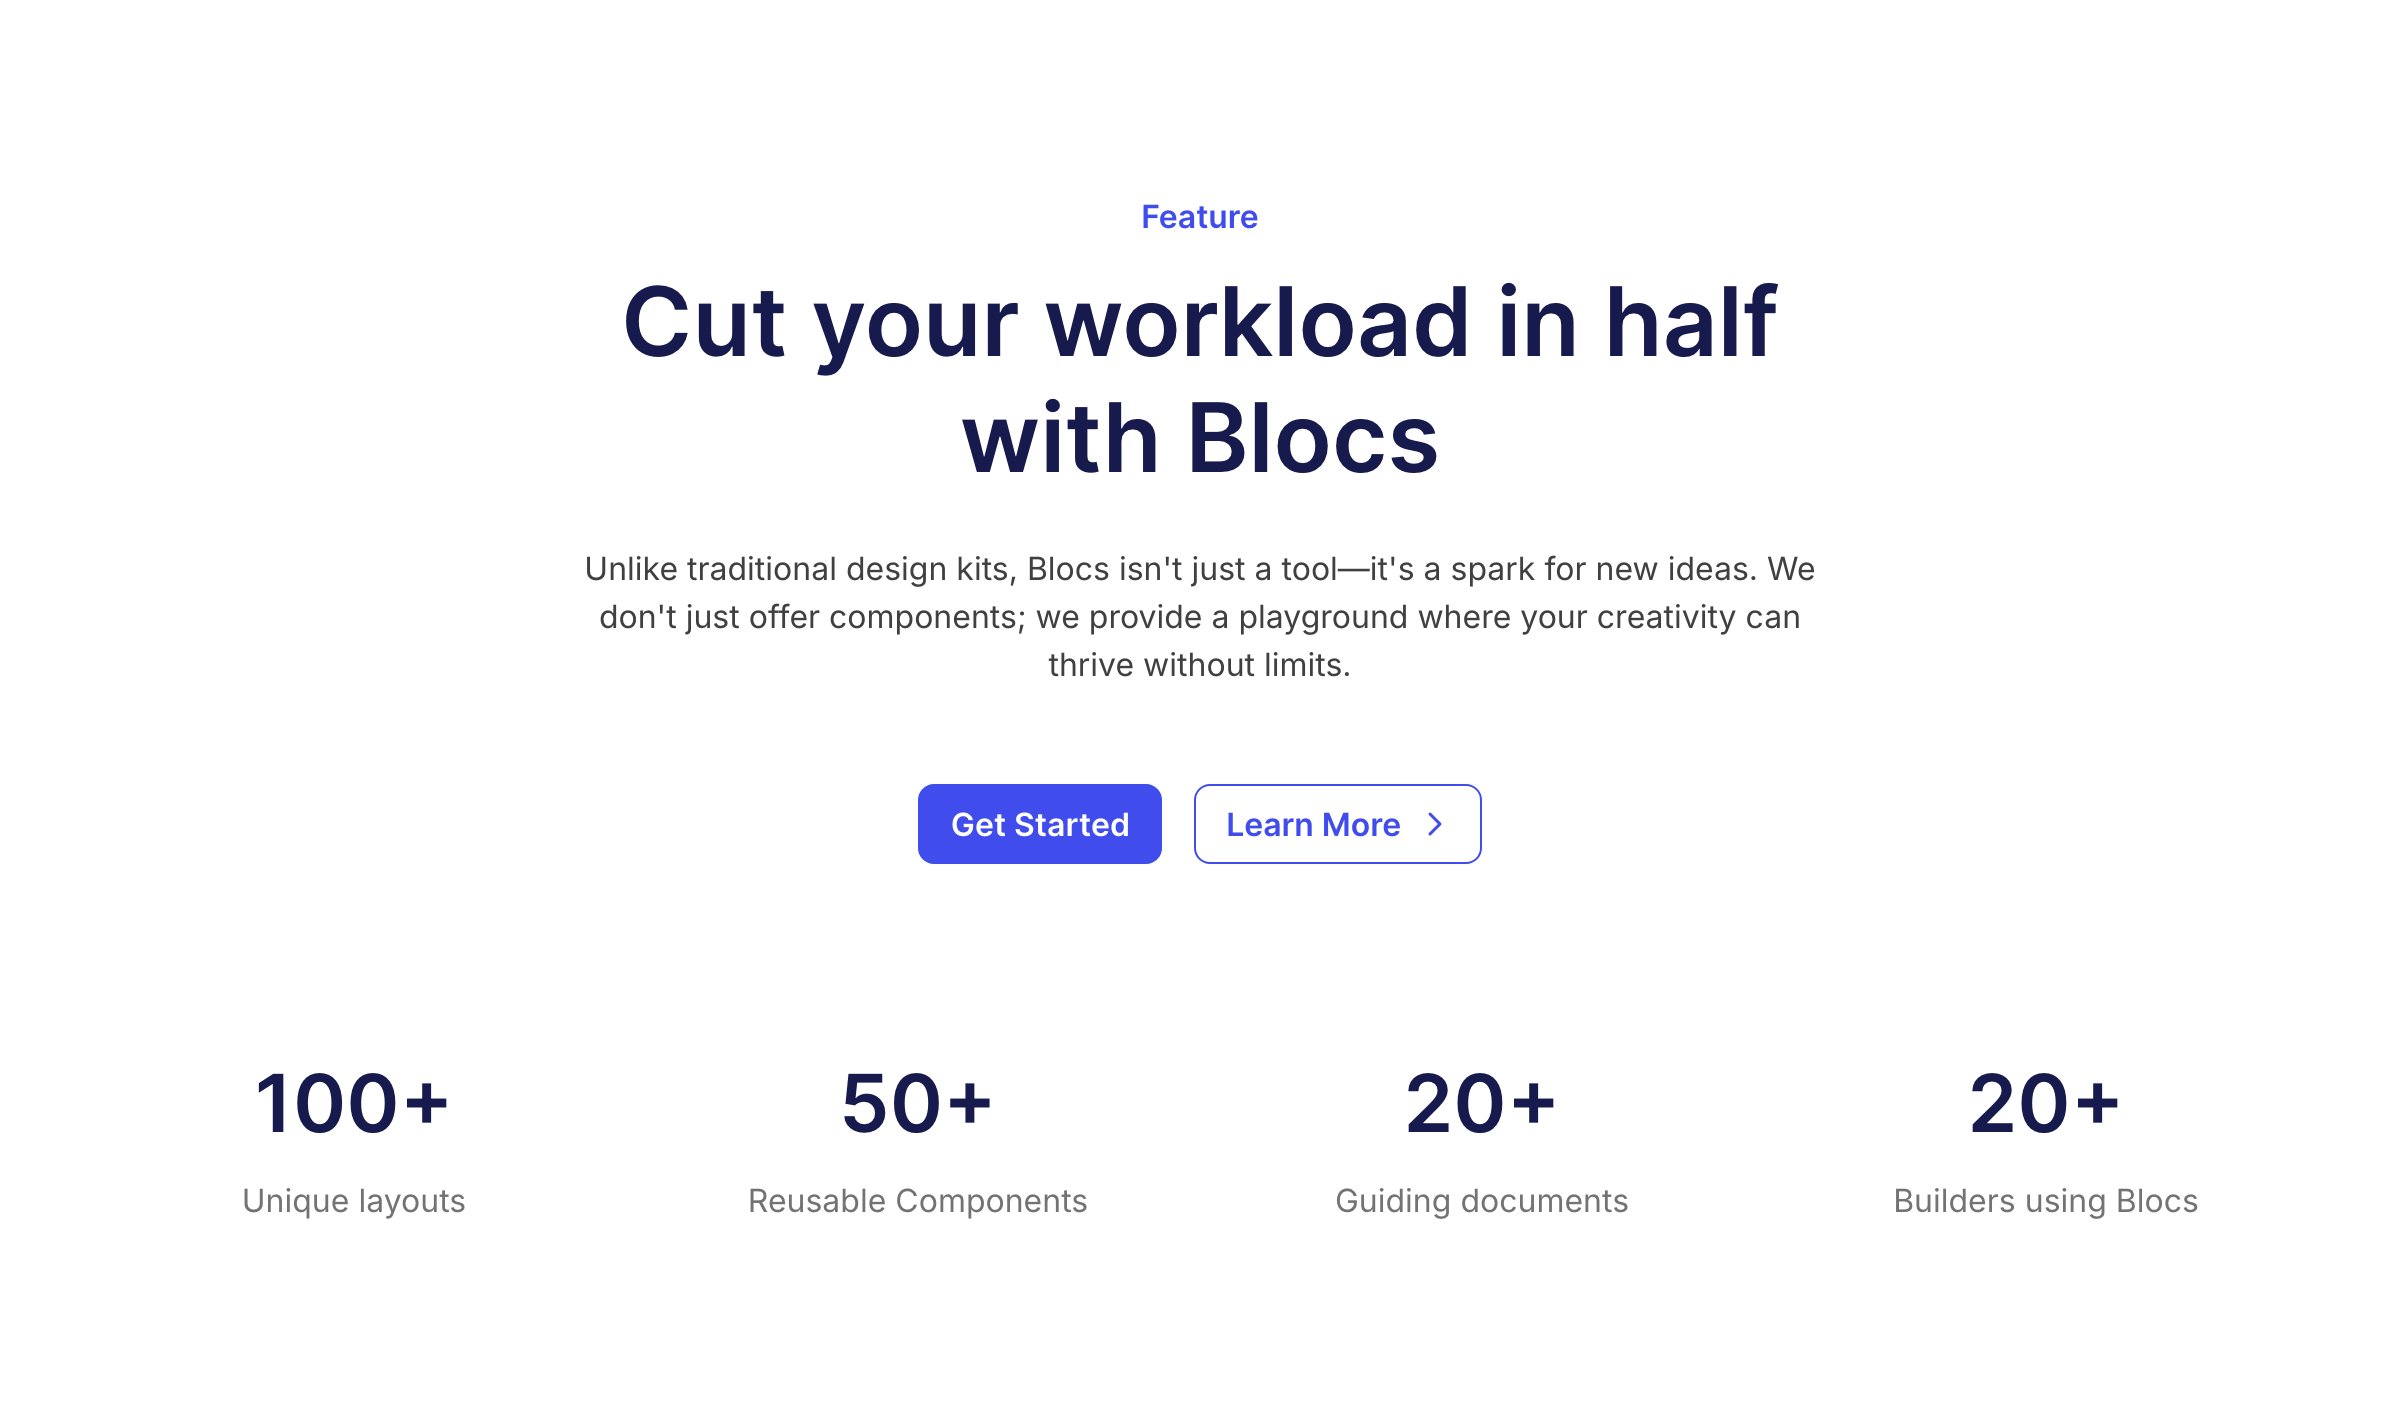 Feature
Cut your workload in half
with Blocs
Unlike traditional design kits, Blocs isn't just a tool—it's a spark for new ideas. We
don't just offer components; we provide a playground where your creativity can
thrive without limits.
Get Started
Learn More
100+
50+
20+
20+
Unique layouts
Reusable Components
Guiding documents
Builders using Blocs